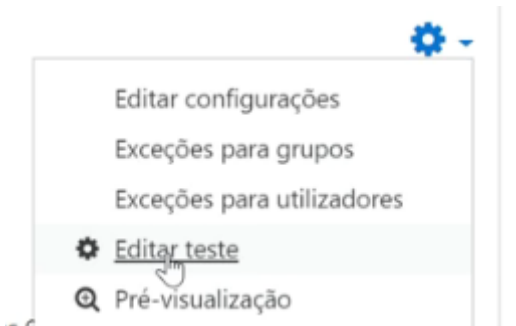 Editar configurações
Exceções para grupos
Exceções para utilizadores
Editar teste
Pré-visualização